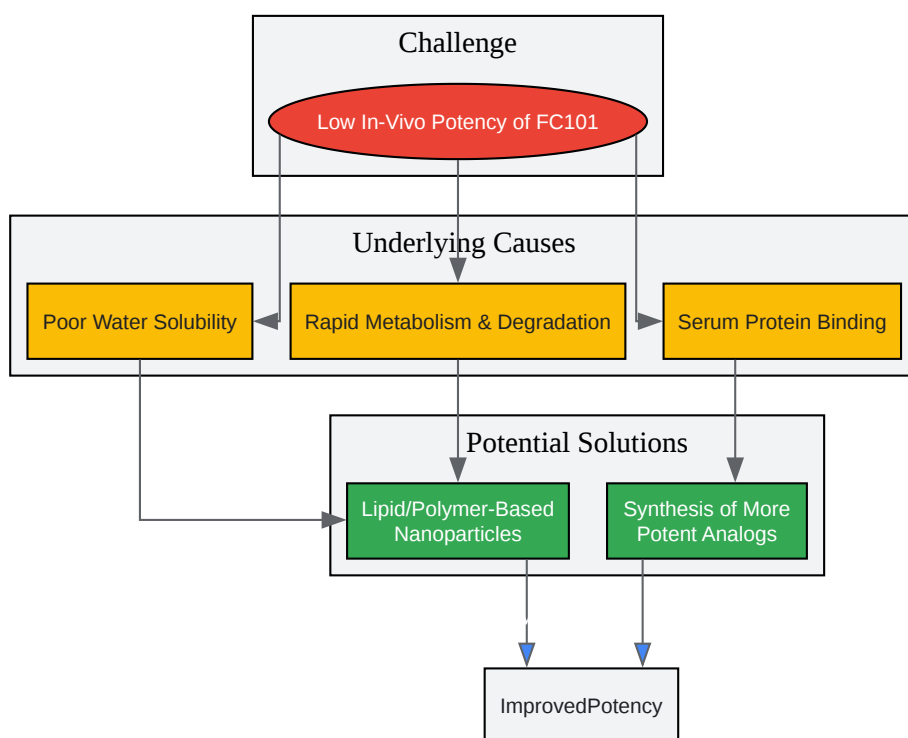 Challenge
Low In-Vivo Potency of FC101
Underlying Causes
Poor Water Solubility
Rapid Metabolism & Degradation
Serum Protein Binding
Potential Solutions
Lipid/Polymer-Based
Nanoparticles
Synthesis of More
Potent Analogs
ImprovedPotency